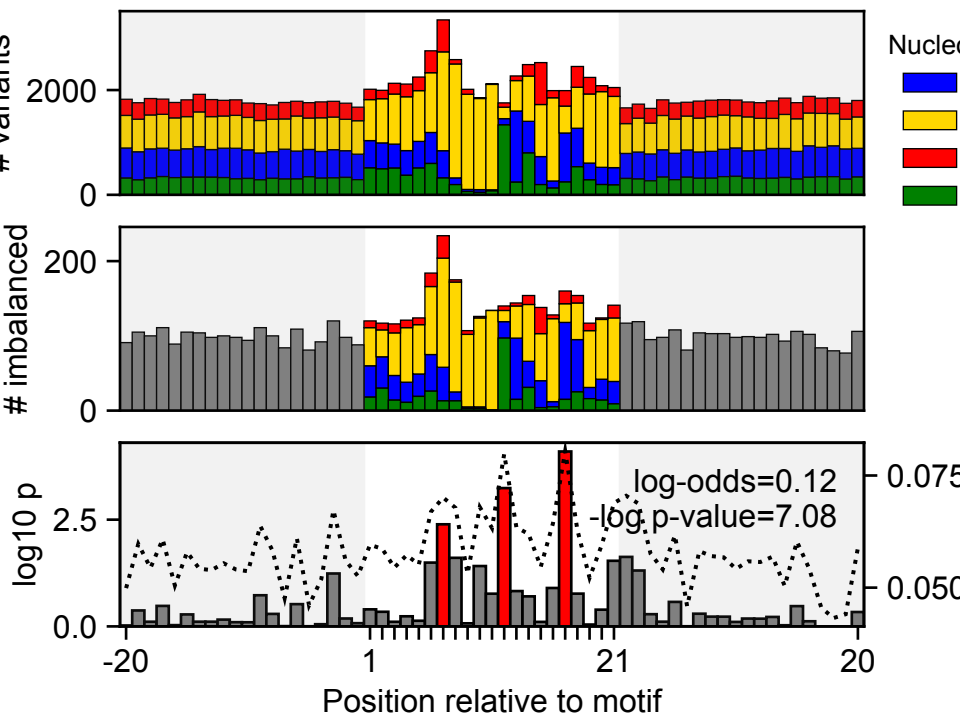 # variants
2000
0
Nucleo
# imbalanced
200
0
log10 p
2.5
0.0
log-odds=0.12
-log p-value=7.08
0.075
0.050
-20
1
21
20
Position relative to motif